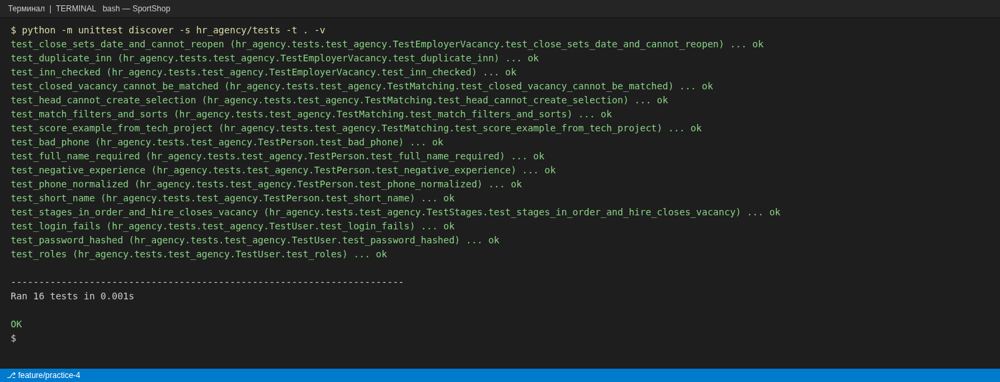 Терминал | TERMINAL bash — SportShop
$ python -m unittest discover -s hr_agency/tests -t . -v
test_close_sets_date_and_cannot_reopen (hr_agency.tests.test_agency.TestEmployerVacancy.test_close_sets_date_and_cannot_reopen) ... ok
test_duplicate_inn (hr_agency.tests.test_agency.TestEmployerVacancy.test_duplicate_inn) ... ok
test_inn_checked (hr_agency.tests.test_agency.TestEmployerVacancy.test_inn_checked) ... ok
test_closed_vacancy_cannot_be_matched (hr_agency.tests.test_agency.TestMatching.test_closed_vacancy_cannot_be_matched) ... ok
test_head_cannot_create_selection (hr_agency.tests.test_agency.TestMatching.test_head_cannot_create_selection) ... ok
test_match_filters_and_sorts (hr_agency.tests.test_agency.TestMatching.test_match_filters_and_sorts) ... ok
test_score_example_from_tech_project (hr_agency.tests.test_agency.TestMatching.test_score_example_from_tech_project) ... ok
test_bad_phone (hr_agency.tests.test_agency.TestPerson.test_bad_phone) ... ok
test_full_name_required (hr_agency.tests.test_agency.TestPerson.test_full_name_required) ... ok
test_negative_experience (hr_agency.tests.test_agency.TestPerson.test_negative_experience) ... ok
test_phone_normalized (hr_agency.tests.test_agency.TestPerson.test_phone_normalized) ... ok
test_short_name (hr_agency.tests.test_agency.TestPerson.test_short_name) ... ok
test_stages_in_order_and_hire_closes_vacancy (hr_agency.tests.test_agency.TestStages.test_stages_in_order_and_hire_closes_vacancy) ... ok
test_login_fails (hr_agency.tests.test_agency.TestUser.test_login_fails) ... ok
test_password_hashed (hr_agency.tests.test_agency.TestUser.test_password_hashed) ... ok
test_roles (hr_agency.tests.test_agency.TestUser.test_roles) ... ok
----------------------------------------------------------------------
Ran 16 tests in 0.001s
OK
$
⎇ feature/practice-4